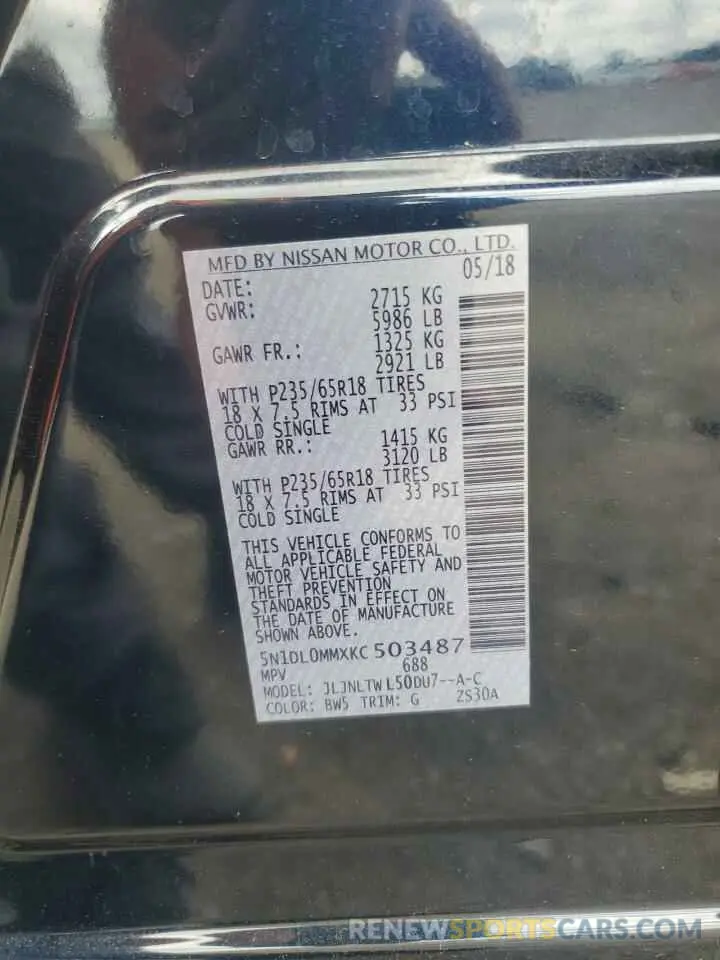 MFD BY NISSAN MOTOR CO., LTD.
DATE: 05/18
GVWR: 2715 KG
5986 LB
GAWR FR.: 1325 KG
2921 LB
WITH P235/65R18 TIRES
18 X 7.5 RIMS AT 33 PSI
COLD SINGLE
GAWR RR.: 1415 KG
3120 LB
WITH P235/65R18 TIRES
18 X 7.5 RIMS AT 33 PSI
COLD SINGLE
THIS VEHICLE CONFORMS TO
ALL APPLICABLE FEDERAL
MOTOR VEHICLE SAFETY AND
THEFT PREVENTION
STANDARDS IN EFFECT ON
THE DATE OF MANUFACTURE
SHOWN ABOVE.
5N1DL0MMXKC 503487
MPV 688
MODEL: JLJNLTW L50DU7--A-C
COLOR: BW5 TRIM: G ZS30A
RENEWSPORTSCARS.COM